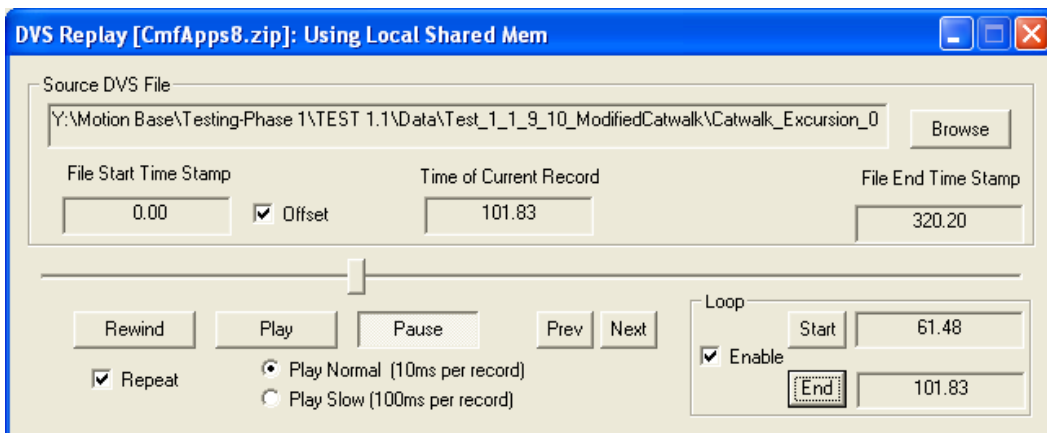 DVS Replay [CmfApps8.zip]: Using Local Shared Mem
Source DVS File
Y:\Motion Base\Testing-Phase 1\TEST 1.1\Data\Test_1_1_9_10_ModifiedCatwalk\Catwalk_Excursion_0
Browse
File Start Time Stamp
Time of Current Record
File End Time Stamp
0.00
Offset
101.83
320.20
Rewind
Play
Pause
Prev
Next
Repeat
Play Normal (10ms per record)
Play Slow (100ms per record)
Loop
Start
61.48
Enable
End
101.83